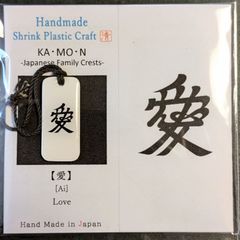 Handmade
Shrink Plastic Craft
KA・MO・N
-Japanese Family Crests-
愛
愛
【愛】
[Ai]
Love
Hand Made in Japan